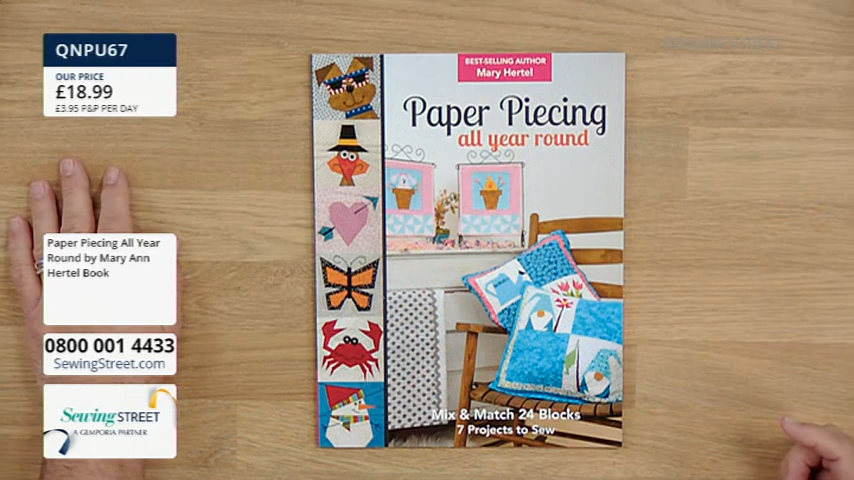 QNPU67
OUR PRICE
£18.99
£3.95 P&P PER DAY
Paper Piecing All Year
Round by Mary Ann
Hertel Book
0800 001 4433
SewingStreet.com
Sewing STREET
A GEMPORIA PARTNER
BEST-SELLING AUTHOR
Mary Hertel
Paper Piecing
all year round
Mix & Match 24 Blocks
7 Projects to Sew